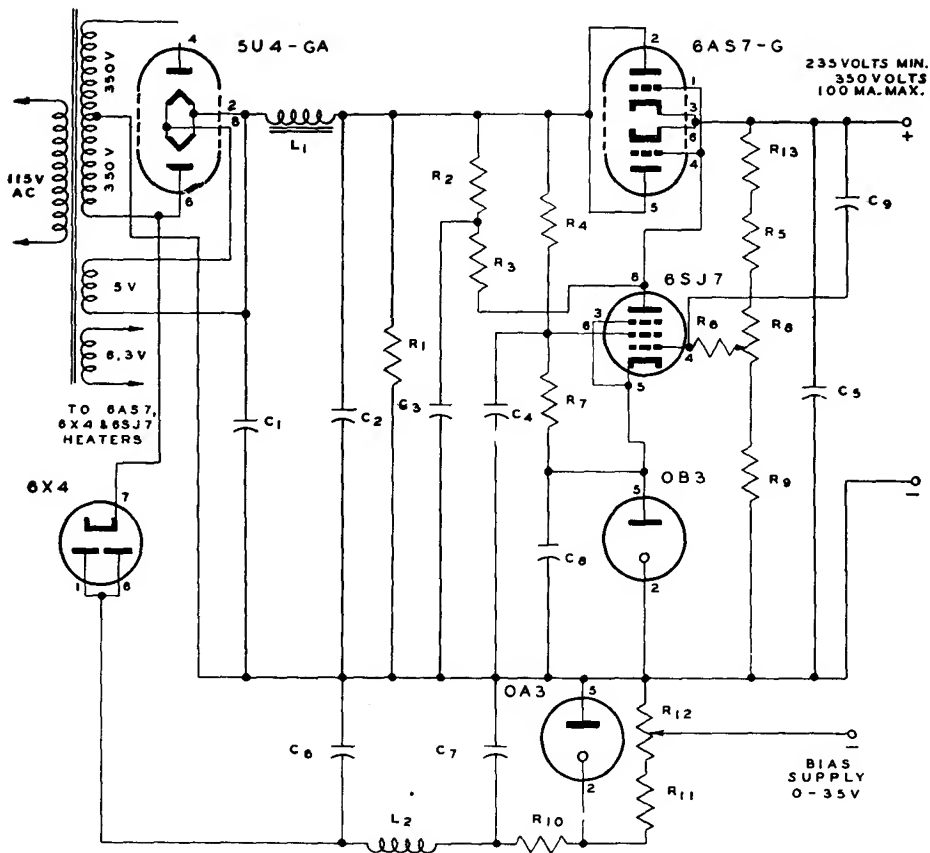 5U4-GA
6AS7-G
235 VOLTS MIN.
350 VOLTS
100 MA. MAX.
4
2
8
6
2
1
3
6
4
5
350V
350V
115V
AC
5V
6.3V
TO 6AS7,
6X4 & 6SJ7
HEATERS
L1
R2
R3
R4
R13
R5
C9
+
6SJ7
8
3
6
4
5
R6
R8
R1
R7
C1
C2
C3
C4
C5
R9
-
6X4
7
1
6
OB3
5
2
C8
OA3
5
2
R12
C6
C7
R11
-
BIAS
SUPPLY
0-35V
L2
R10